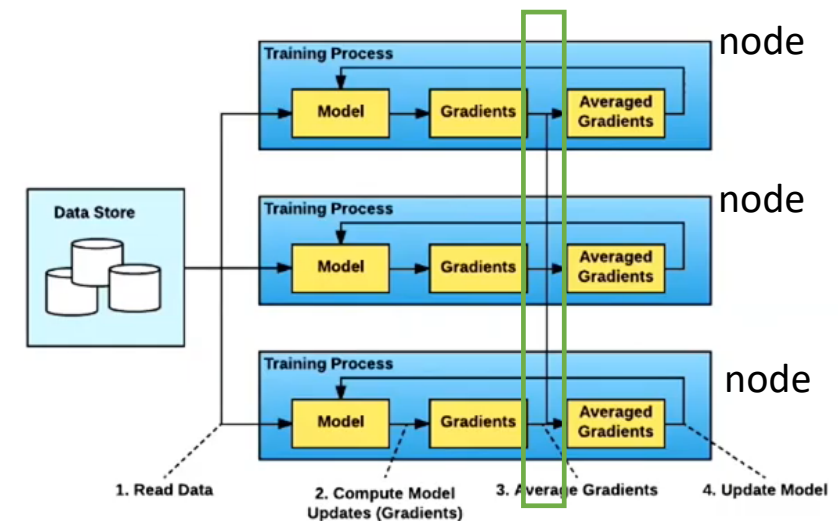 node
Training Process
Model
Gradients
Averaged
Gradients
node
Data Store
Training Process
Model
Gradients
Averaged
Gradients
node
Training Process
Model
Gradients
Averaged
Gradients
1. Read Data
2. Compute Model
Updates (Gradients)
3. Average Gradients
4. Update Model